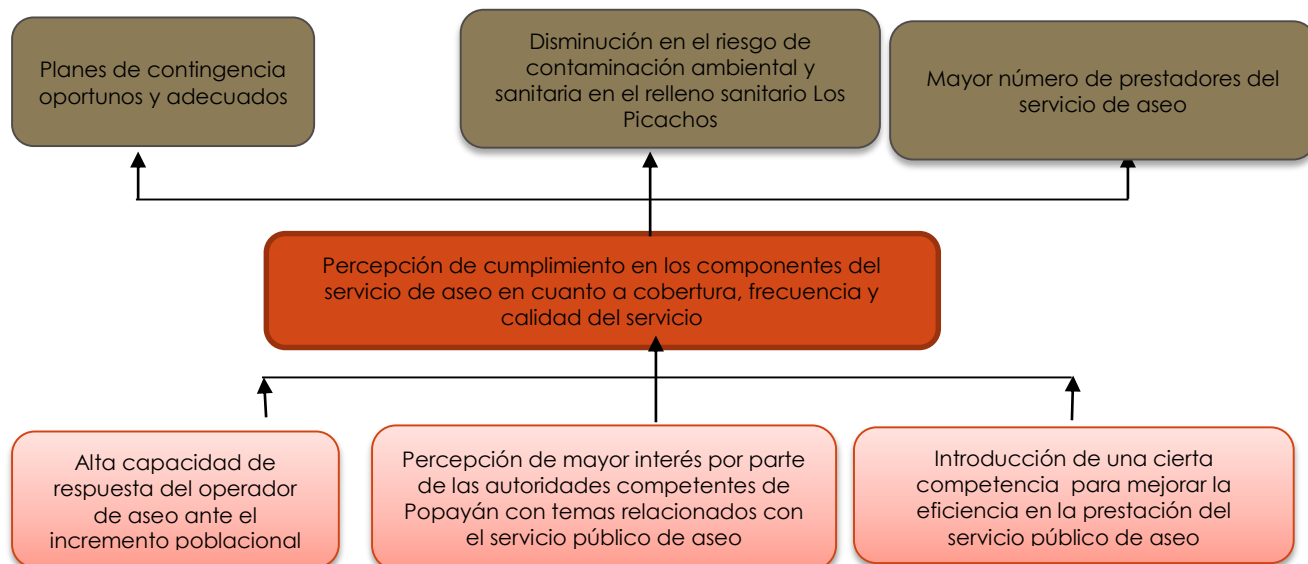 Planes de contingencia
oportunos y adecuados
Disminución en el riesgo de
contaminación ambiental y
sanitaria en el relleno sanitario Los
Picachos
Mayor número de prestadores del
servicio de aseo
Percepción de cumplimiento en los componentes del
servicio de aseo en cuanto a cobertura, frecuencia y
calidad del servicio
Alta capacidad de
respuesta del operador
de aseo ante el
incremento poblacional
Percepción de mayor interés por parte
de las autoridades competentes de
Popayán con temas relacionados con
el servicio público de aseo
Introducción de una cierta
competencia para mejorar la
eficiencia en la prestación del
servicio público de aseo